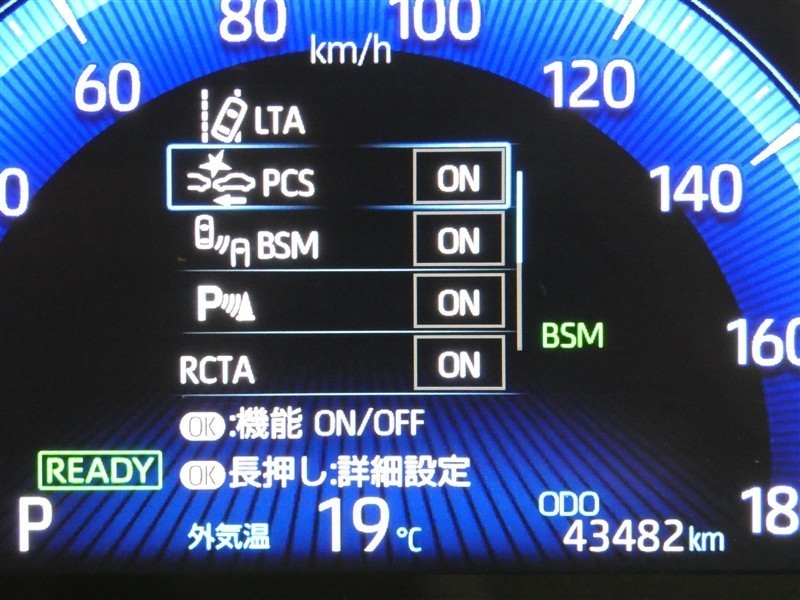 80
100
km/h
60
120
LTA
PCS ON
140
BSM ON
P ON
BSM
160
RCTA ON
OK:機能 ON/OFF
READY
OK長押し:詳細設定
P
外気温 19℃
ODO
43482km
18